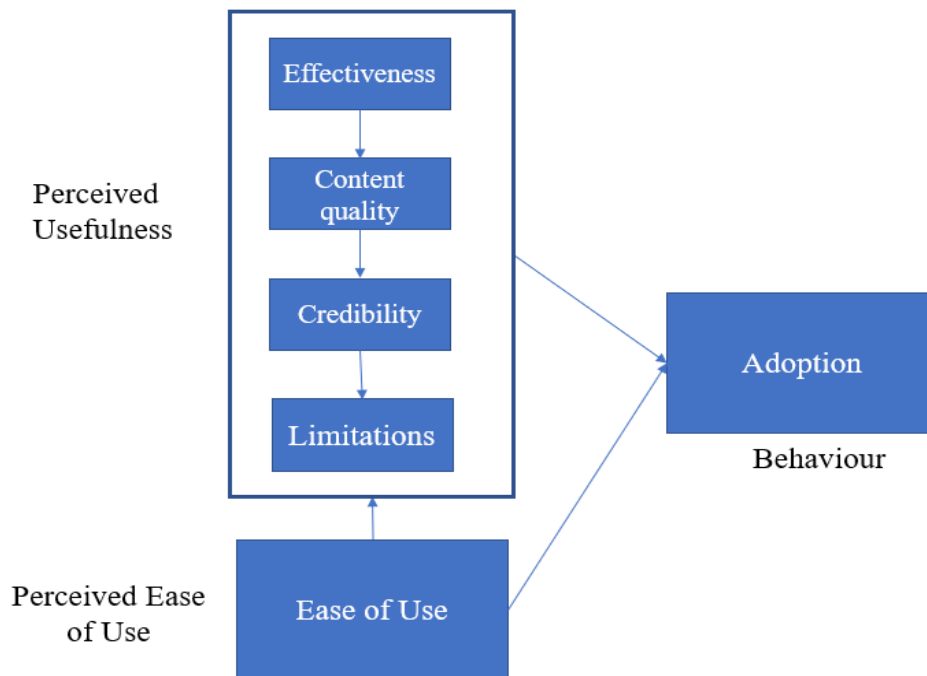 Effectiveness
Content
quality
Perceived
Usefulness
Credibility
Limitations
Adoption
Behaviour
Perceived Ease
of Use
Ease of Use